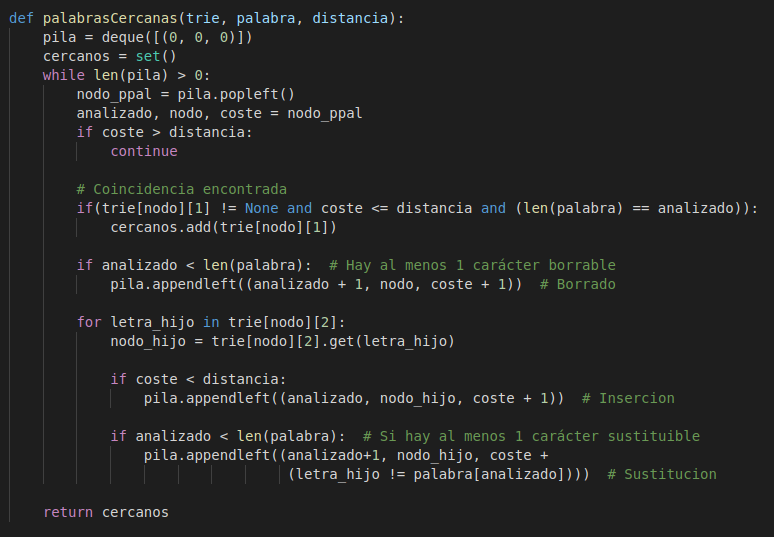 def palabrasCercanas(trie, palabra, distancia):
    pila = deque([(0, 0, 0)])
    cercanos = set()
    while len(pila) > 0:
        nodo_ppal = pila.popleft()
        analizado, nodo, coste = nodo_ppal
        if coste > distancia:
            continue

        # Coincidencia encontrada
        if(trie[nodo][1] != None and coste <= distancia and (len(palabra) == analizado)):
            cercanos.add(trie[nodo][1])

        if analizado < len(palabra):  # Hay al menos 1 carácter borrable
            pila.appendleft((analizado + 1, nodo, coste + 1))  # Borrado

        for letra_hijo in trie[nodo][2]:
            nodo_hijo = trie[nodo][2].get(letra_hijo)

            if coste < distancia:
                pila.appendleft((analizado, nodo_hijo, coste + 1))  # Insercion

            if analizado < len(palabra):  # Si hay al menos 1 carácter sustituible
                pila.appendleft((analizado+1, nodo_hijo, coste +
                                 (letra_hijo != palabra[analizado])))  # Sustitucion

    return cercanos